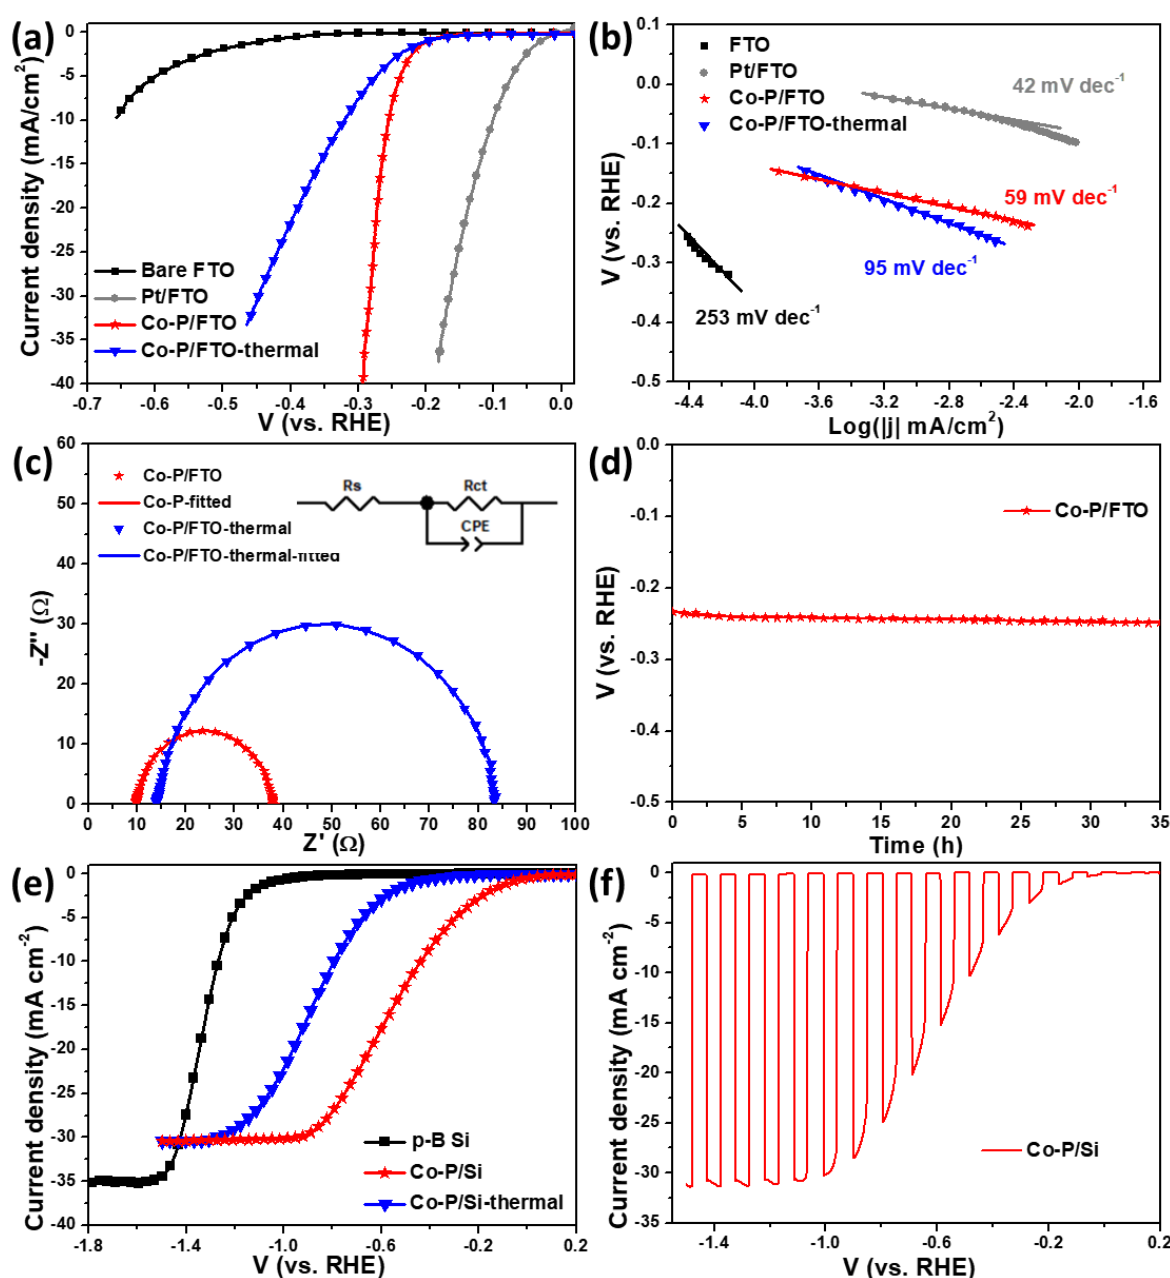 (a)
0
-5
-10
-15
-20
-25
-30
-35
-40
Current density (mA/cm²)
Bare FTO
Pt/FTO
Co-P/FTO
Co-P/FTO-thermal
-0.7 -0.6 -0.5 -0.4 -0.3 -0.2 -0.1 0.0
V (vs. RHE)
(b)
0.1
0.0
-0.1
-0.2
-0.3
-0.4
-0.5
V (vs. RHE)
FTO
Pt/FTO
Co-P/FTO
Co-P/FTO-thermal
42 mV dec⁻¹
59 mV dec⁻¹
95 mV dec⁻¹
253 mV dec⁻¹
-4.4 -3.6 -3.2 -2.8 -2.4 -2.0 -1.6
Log(|j| mA/cm²)
(c)
60
50
40
30
20
10
0
-Z'' (Ω)
Co-P/FTO
Co-P-fitted
Co-P/FTO-thermal
Co-P/FTO-thermal-fitted
Rs
Rct
CPE
0 10 20 30 40 50 60 70 80 90 100
Z' (Ω)
(d)
0.0
-0.1
-0.2
-0.3
-0.4
-0.5
V (vs. RHE)
Co-P/FTO
0 5 10 15 20 25 30 35
Time (h)
(e)
0
-5
-10
-15
-20
-25
-30
-35
-40
Current density (mA cm⁻²)
p-B Si
Co-P/Si
Co-P/Si-thermal
-1.8 -1.4 -1.0 -0.6 -0.2 0.2
V (vs. RHE)
(f)
0
-5
-10
-15
-20
-25
-30
-35
Current density (mA cm⁻²)
Co-P/Si
-1.4 -1.0 -0.6 -0.2 0.2
V (vs. RHE)